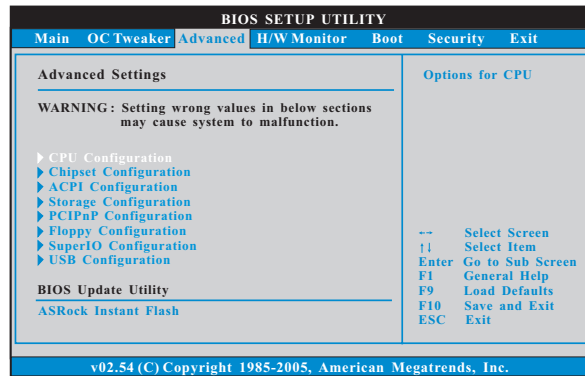 BIOS SETUP UTILITY
Main OC Tweaker Advanced H/W Monitor Boot Security Exit
Advanced Settings
WARNING : Setting wrong values in below sections
may cause system to malfunction.
CPU Configuration
Chipset Configuration
ACPI Configuration
Storage Configuration
PCIPnP Configuration
Floppy Configuration
SuperIO Configuration
USB Configuration
BIOS Update Utility
ASRock Instant Flash
Options for CPU
←→ Select Screen
↑↓ Select Item
Enter Go to Sub Screen
F1 General Help
F9 Load Defaults
F10 Save and Exit
ESC Exit
v02.54 (C) Copyright 1985-2005, American Megatrends, Inc.